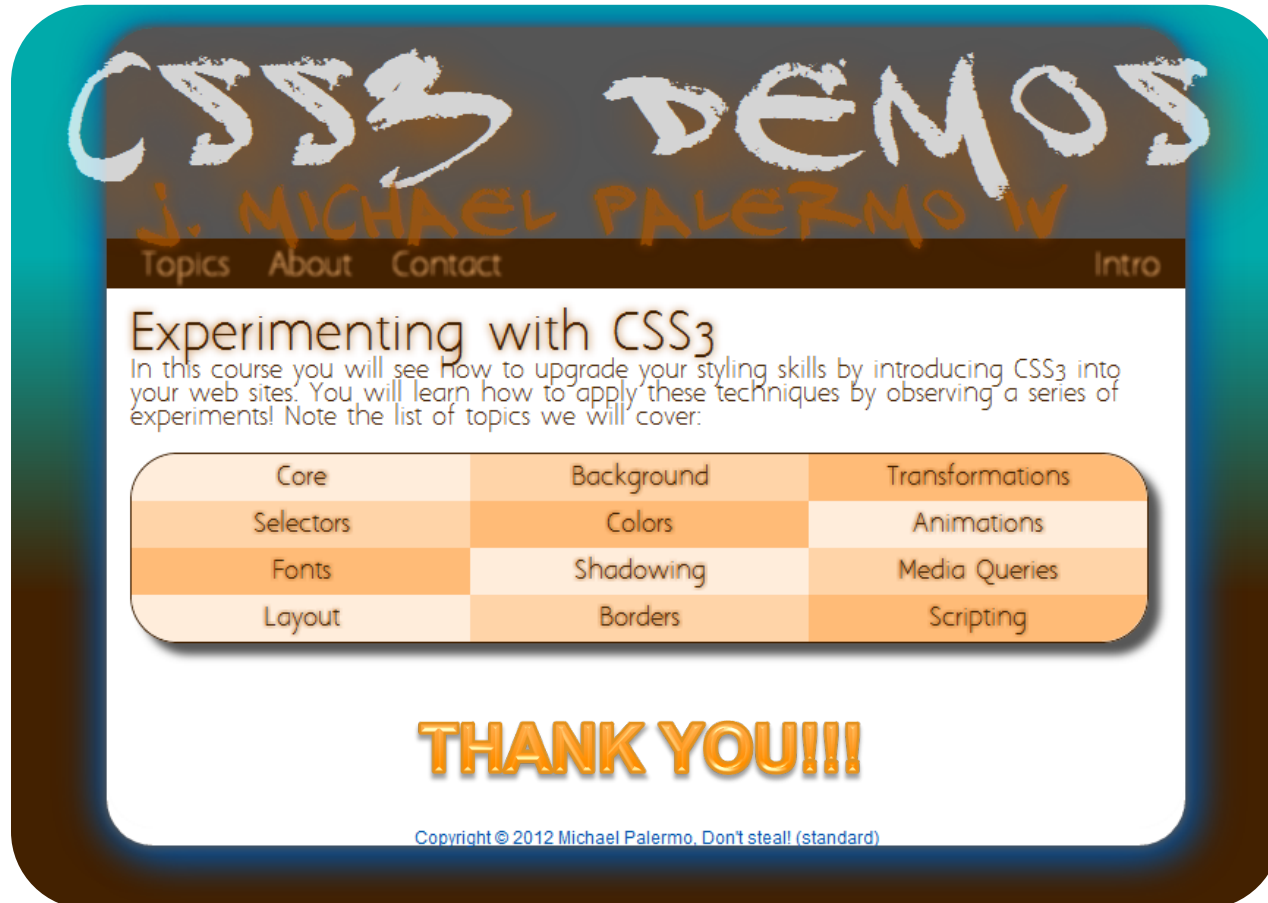 CSS3 DEMOS
J. MICHAEL PALERMO IV
Topics About Contact Intro
Experimenting with CSS3
In this course you will see how to upgrade your styling skills by introducing CSS3 into
your web sites. You will learn how to apply these techniques by observing a series of
experiments! Note the list of topics we will cover:
Core Background Transformations
Selectors Colors Animations
Fonts Shadowing Media Queries
Layout Borders Scripting
THANK YOU!!!
Copyright © 2012 Michael Palermo, Don't steal! (standard)